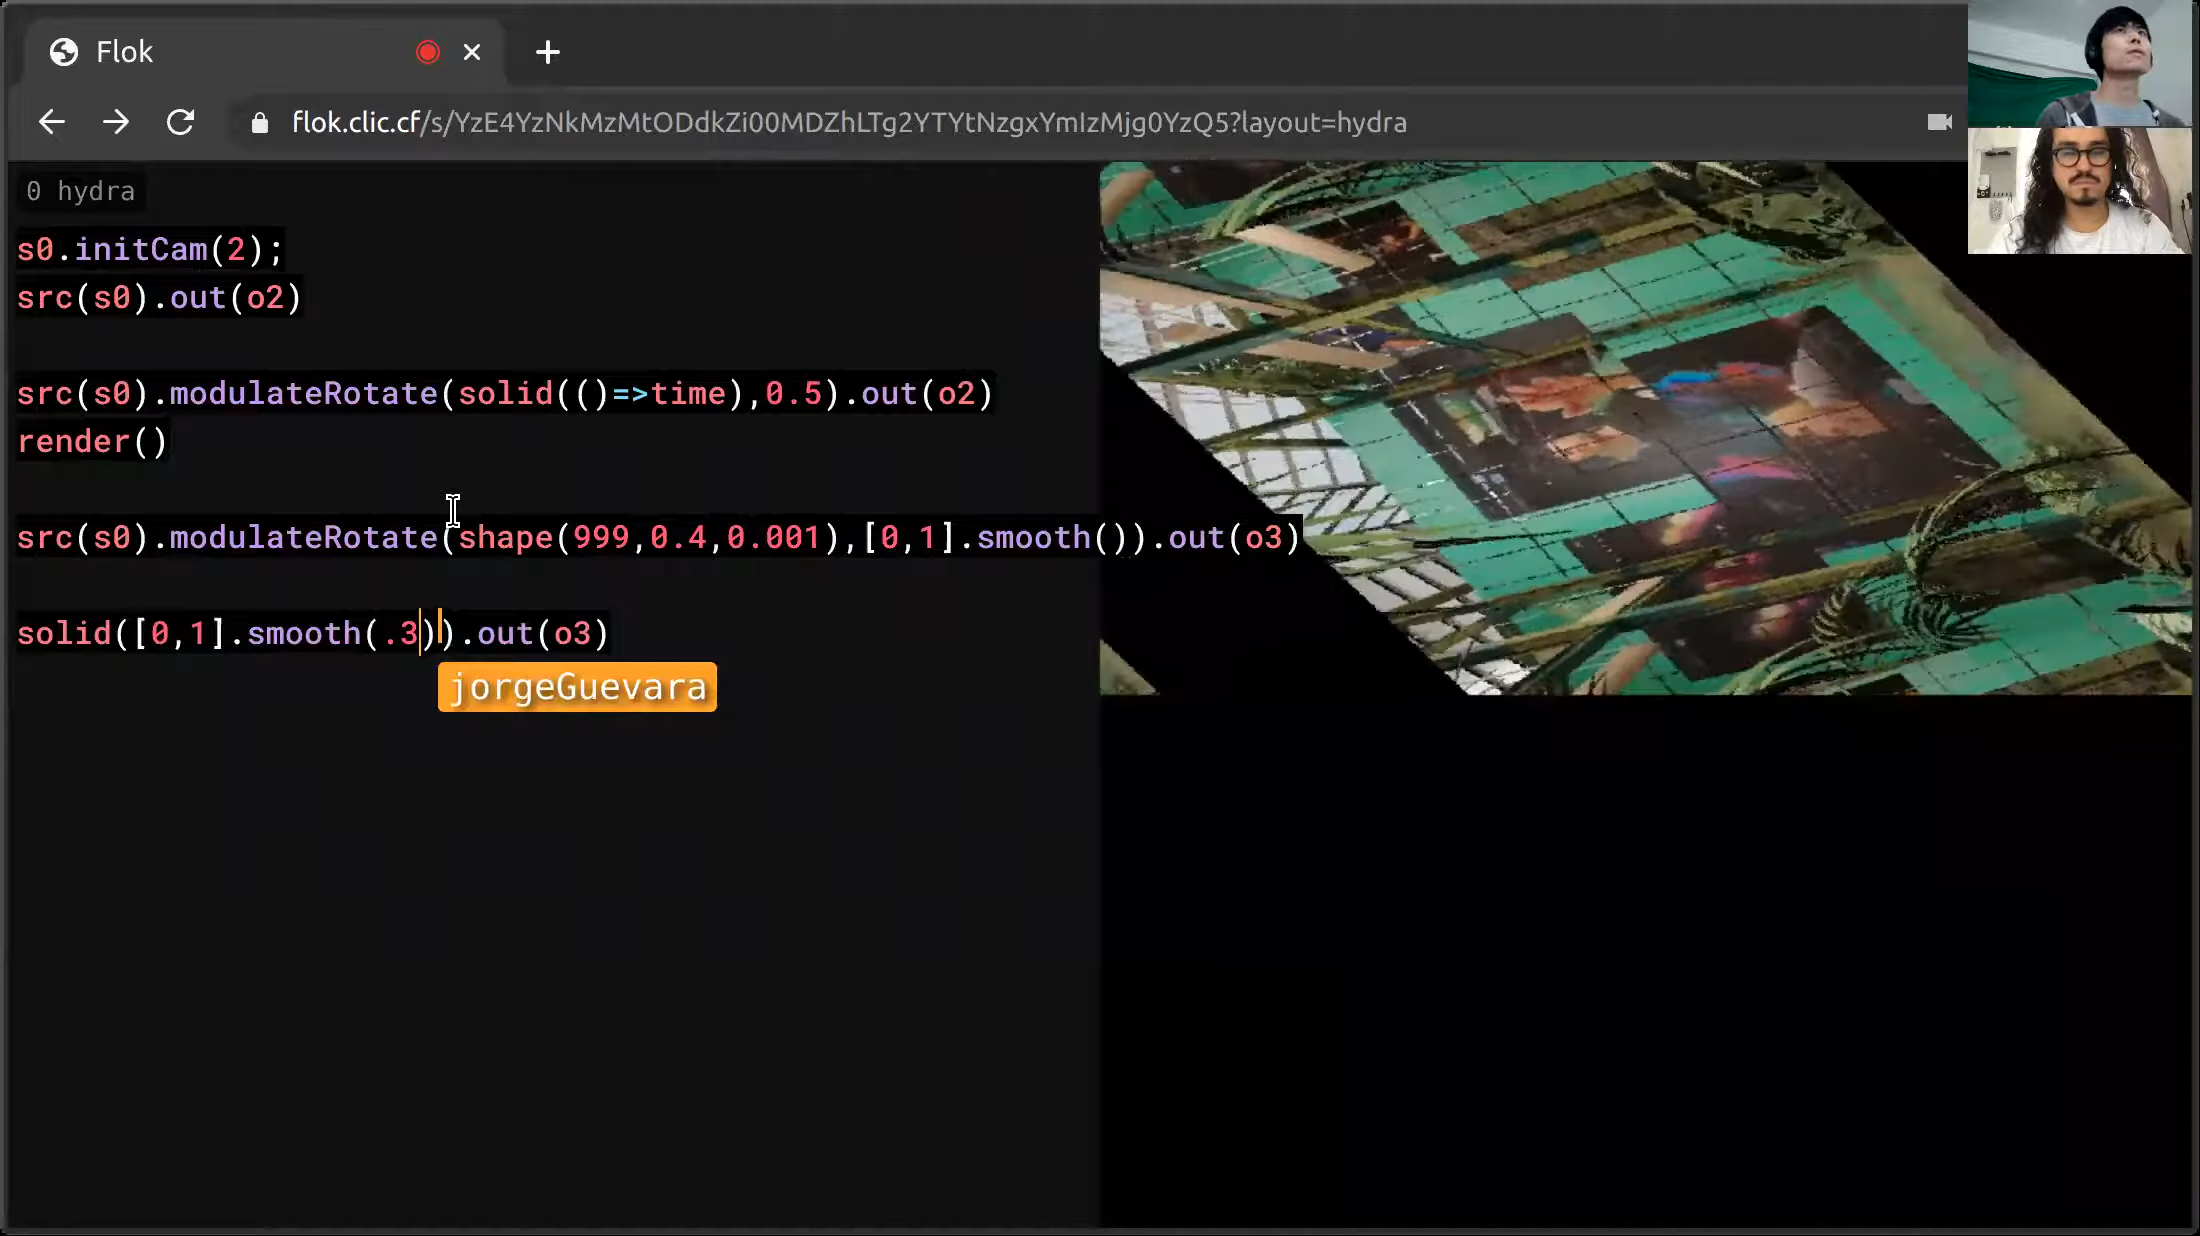 Flok
flok.clic.cf/s/YzE4YzNkMzMtODdkZi00MDZhLTg2YTYtNzgxYmIzMjg0YzQ5?layout=hydra
0 hydra
s0.initCam(2);
src(s0).out(o2)
src(s0).modulateRotate(solid(()=>time),0.5).out(o2)
render()
src(s0).modulateRotate(shape(999,0.4,0.001),[0,1].smooth()).out(o3)
solid([0,1].smooth(.3)).out(o3)
jorgeGuevara